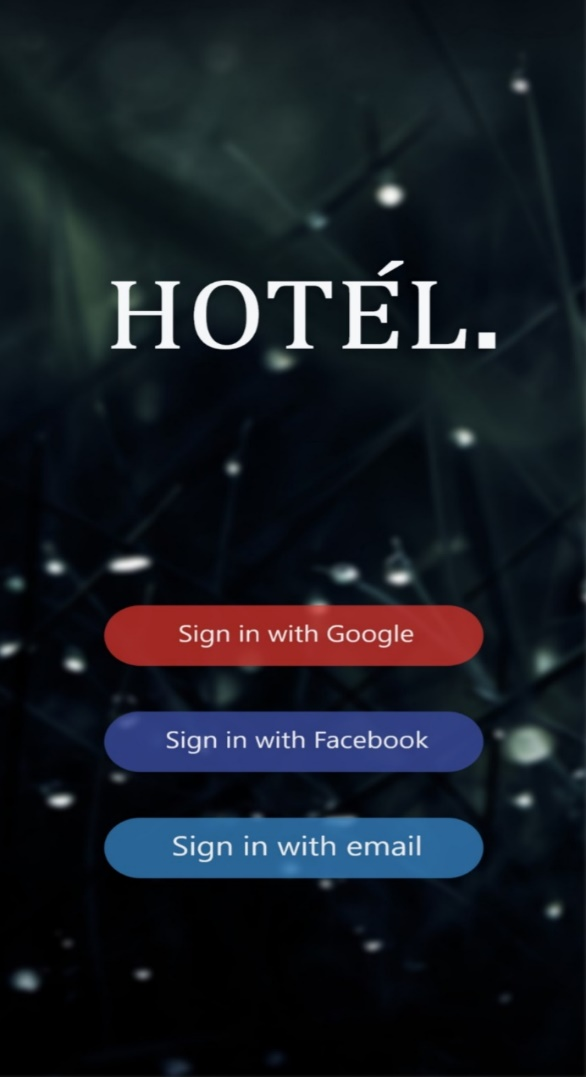 HOTÉL.
Sign in with Google
Sign in with Facebook
Sign in with email